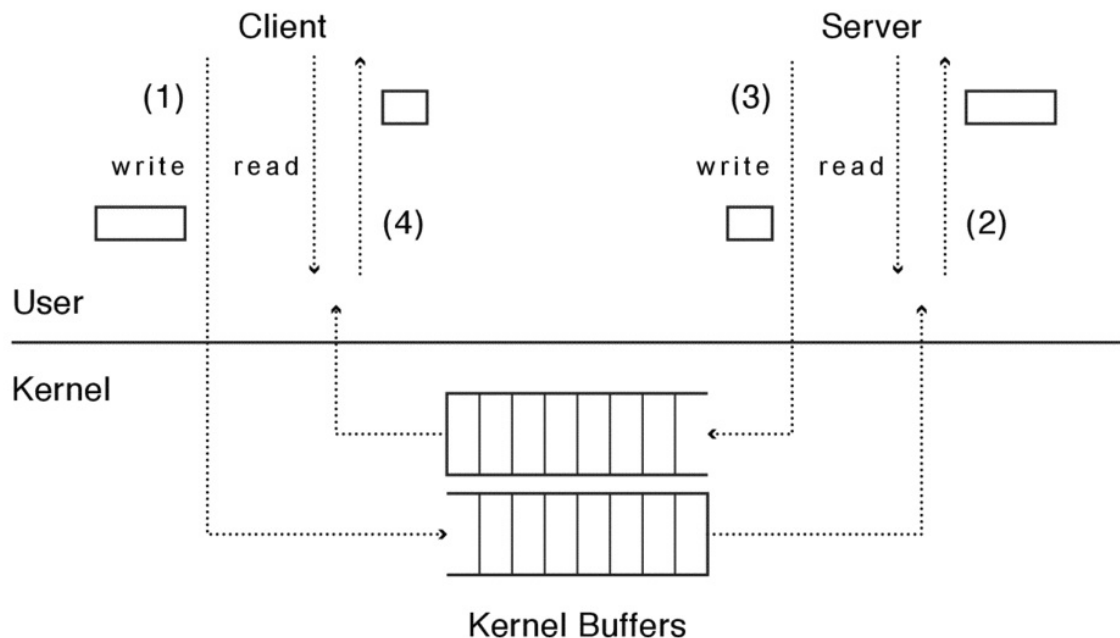 Client Server
(1) (3)
write read write read
(4) (2)
User
Kernel
Kernel Buffers